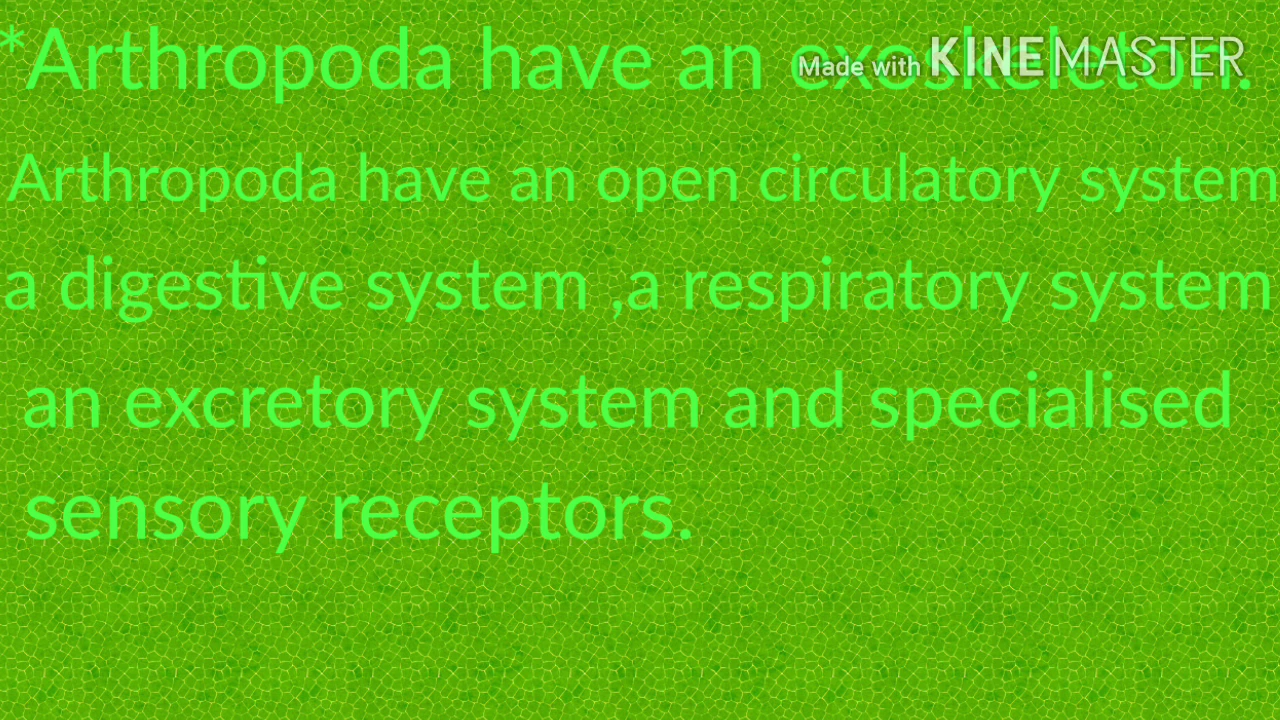 *Arthropoda have an exoskeleton.
Made with KINEMASTER
Arthropoda have an open circulatory system
a digestive system ,a respiratory system
an excretory system and specialised
sensory receptors.